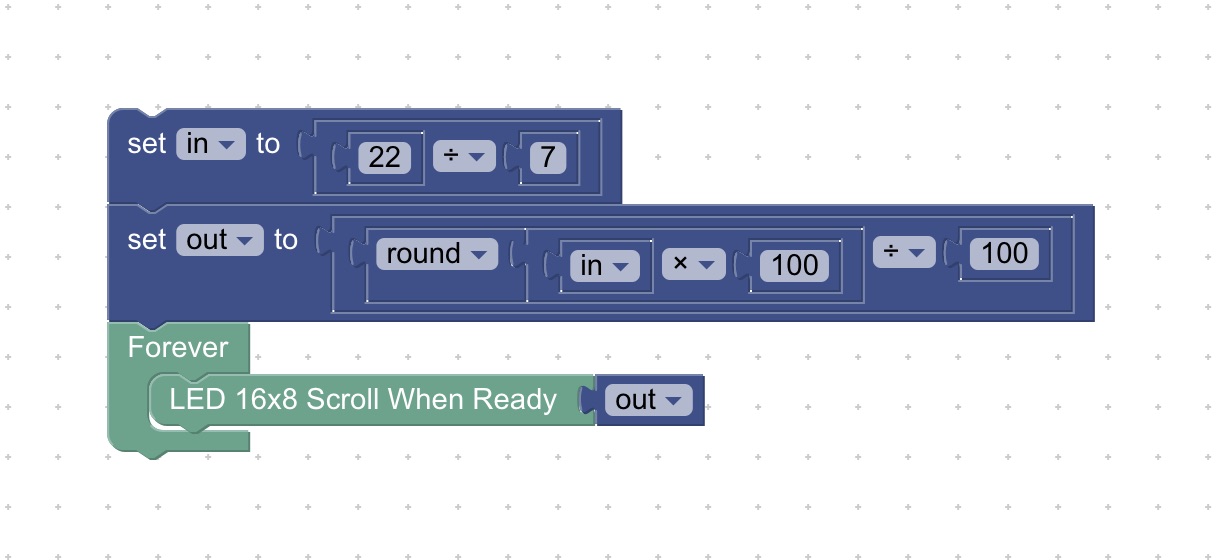 set in to 22 ÷ 7
set out to round in × 100 ÷ 100
Forever
LED 16x8 Scroll When Ready out